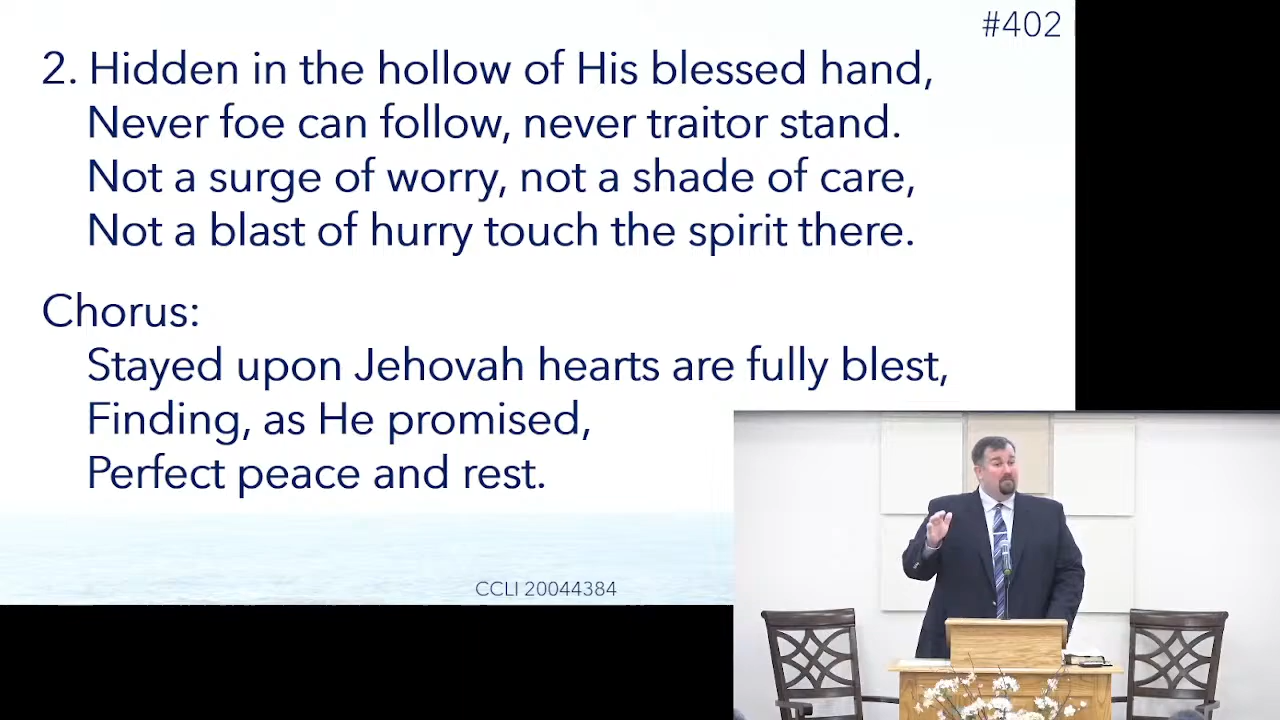 #402
2. Hidden in the hollow of His blessed hand,
Never foe can follow, never traitor stand.
Not a surge of worry, not a shade of care,
Not a blast of hurry touch the spirit there.
Chorus:
Stayed upon Jehovah hearts are fully blest,
Finding, as He promised,
Perfect peace and rest.
CCLI 20044384